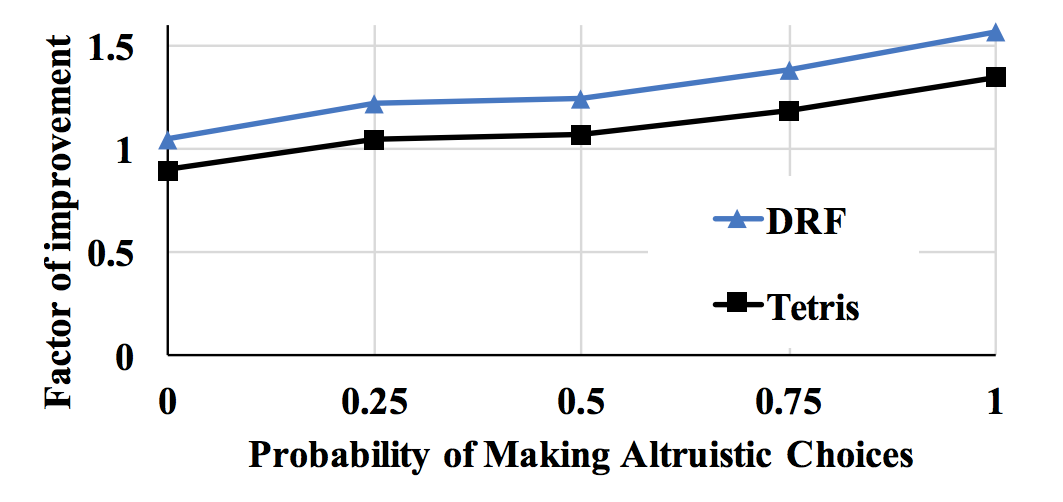 Factor of improvement
1.5
1
0.5
0
DRF
Tetris
0 0.25 0.5 0.75 1
Probability of Making Altruistic Choices